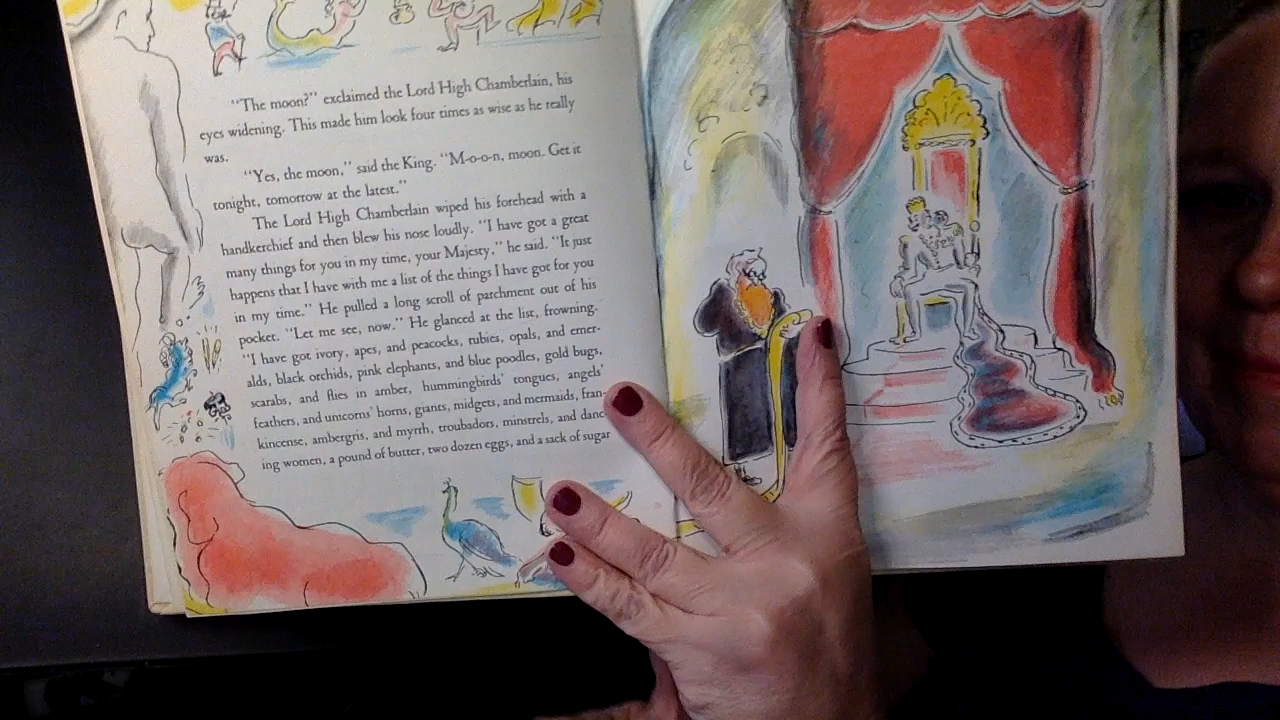 "The moon?" exclaimed the Lord High Chamberlain, his
eyes widening. This made him look four times as wise as he really
was.
"Yes, the moon," said the King. "M-o-o-n, moon. Get it
tonight, tomorrow at the latest."
The Lord High Chamberlain wiped his forehead with a
handkerchief and then blew his nose loudly. "I have got a great
many things for you in my time, your Majesty," he said. "It just
happens that I have with me a list of the things I have got for you
in my time." He pulled a long scroll of parchment out of his
pocket. "Let me see, now." He glanced at the list, frowning.
"I have got ivory, apes, and peacocks, rubies, opals, and emer-
alds, black orchids, pink elephants, and blue poodles, gold bugs,
scarabs, and flies in amber, hummingbirds' tongues, angels'
feathers, and unicorns' horns, giants, midgets, and mermaids, fran-
kincense, ambergris, and myrrh, troubadors, minstrels, and danc-
ing women, a pound of butter, two dozen eggs, and a sack of sugar